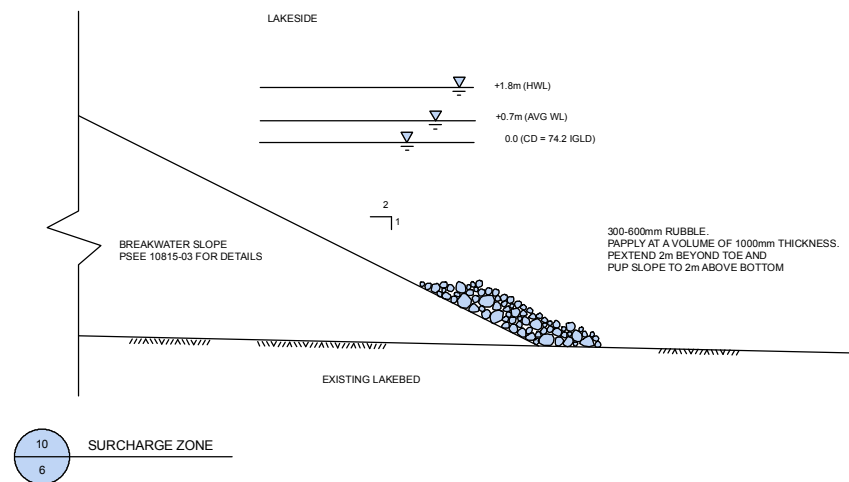 LAKESIDE
+1.8m (HWL)
+0.7m (AVG WL)
0.0 (CD = 74.2 IGLD)
2
1
BREAKWATER SLOPE
PSEE 10815-03 FOR DETAILS
300-600mm RUBBLE.
PAPPLY AT A VOLUME OF 1000mm THICKNESS.
PEXTEND 2m BEYOND TOE AND
PUP SLOPE TO 2m ABOVE BOTTOM
EXISTING LAKEBED
10
6
SURCHARGE ZONE